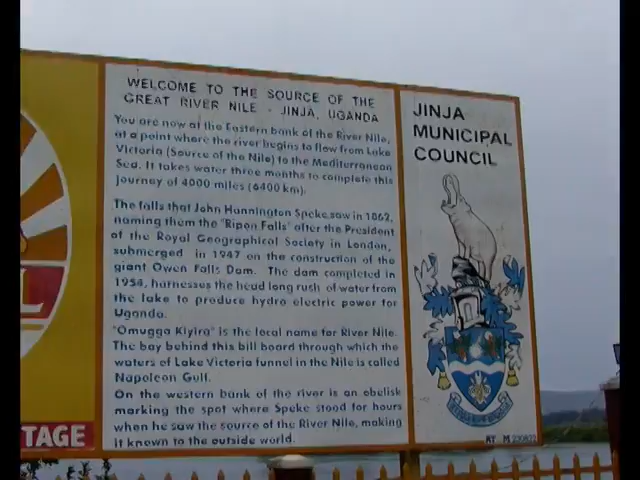 WELCOME TO THE SOURCE OF THE
GREAT RIVER NILE - JINJA, UGANDA
You are now at the Eastern bank of the River Nile,
at a point where the river begins to flow from Lake
Victoria (Source of the Nile) to the Mediterranean
Sea. It takes water three months to complete this
journey of 4000 miles (6400 km).
The falls that John Hannington Speke saw in 1862,
naming them the "Ripon Falls" after the President
of the Royal Geographical Society in London,
submerged in 1947 on the construction of the
giant Owen Falls Dam. The dam completed in
1954, harnesses the head long rush of water from
the lake to produce hydro electric power for
Uganda.
"Omugga Kiyira" is the local name for River Nile.
The bay behind this bill board through which the
waters of Lake Victoria funnel in the Nile is called
Napoleon Gulf.
On the western bank of the river is an obelisk
marking the spot where Speke stood for hours
when he saw the source of the River Nile, making
it known to the outside world.
JINJA
MUNICIPAL
COUNCIL
L
TAGE